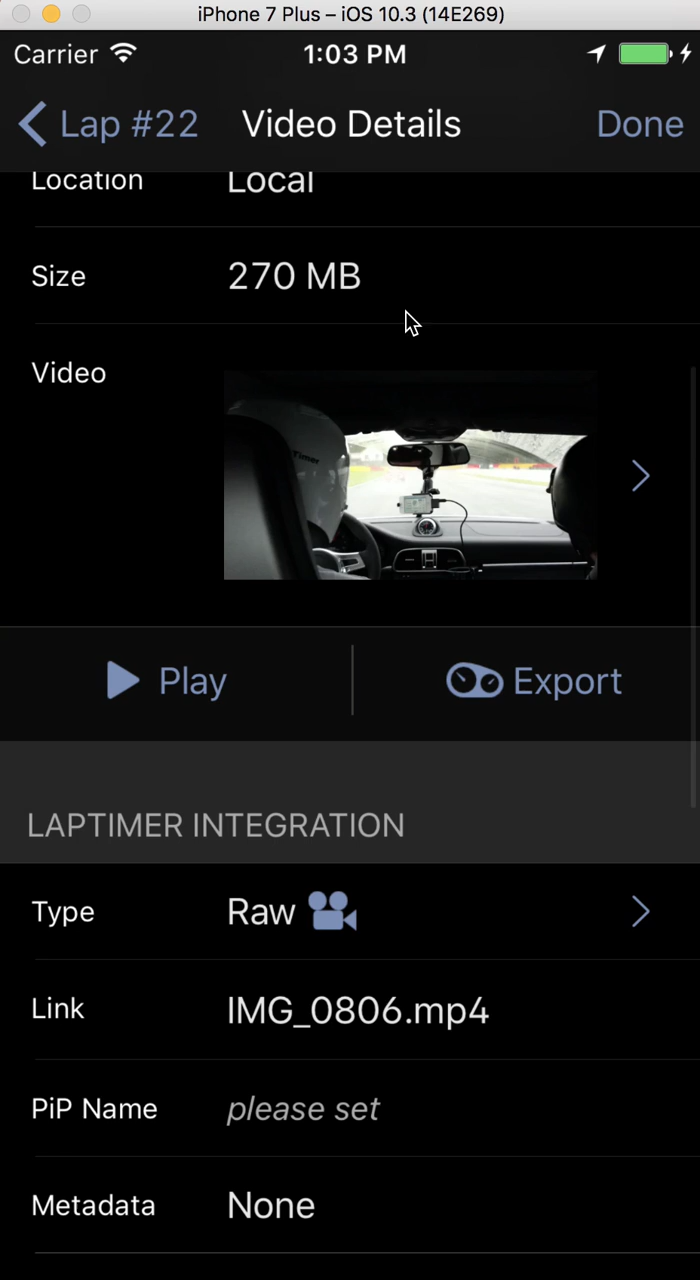 iPhone 7 Plus – iOS 10.3 (14E269)
Carrier 1:03 PM
Lap #22 Video Details Done
Location Local
Size 270 MB
Video
Timer
Play Export
LAPTIMER INTEGRATION
Type Raw
Link IMG_0806.mp4
PiP Name please set
Metadata None